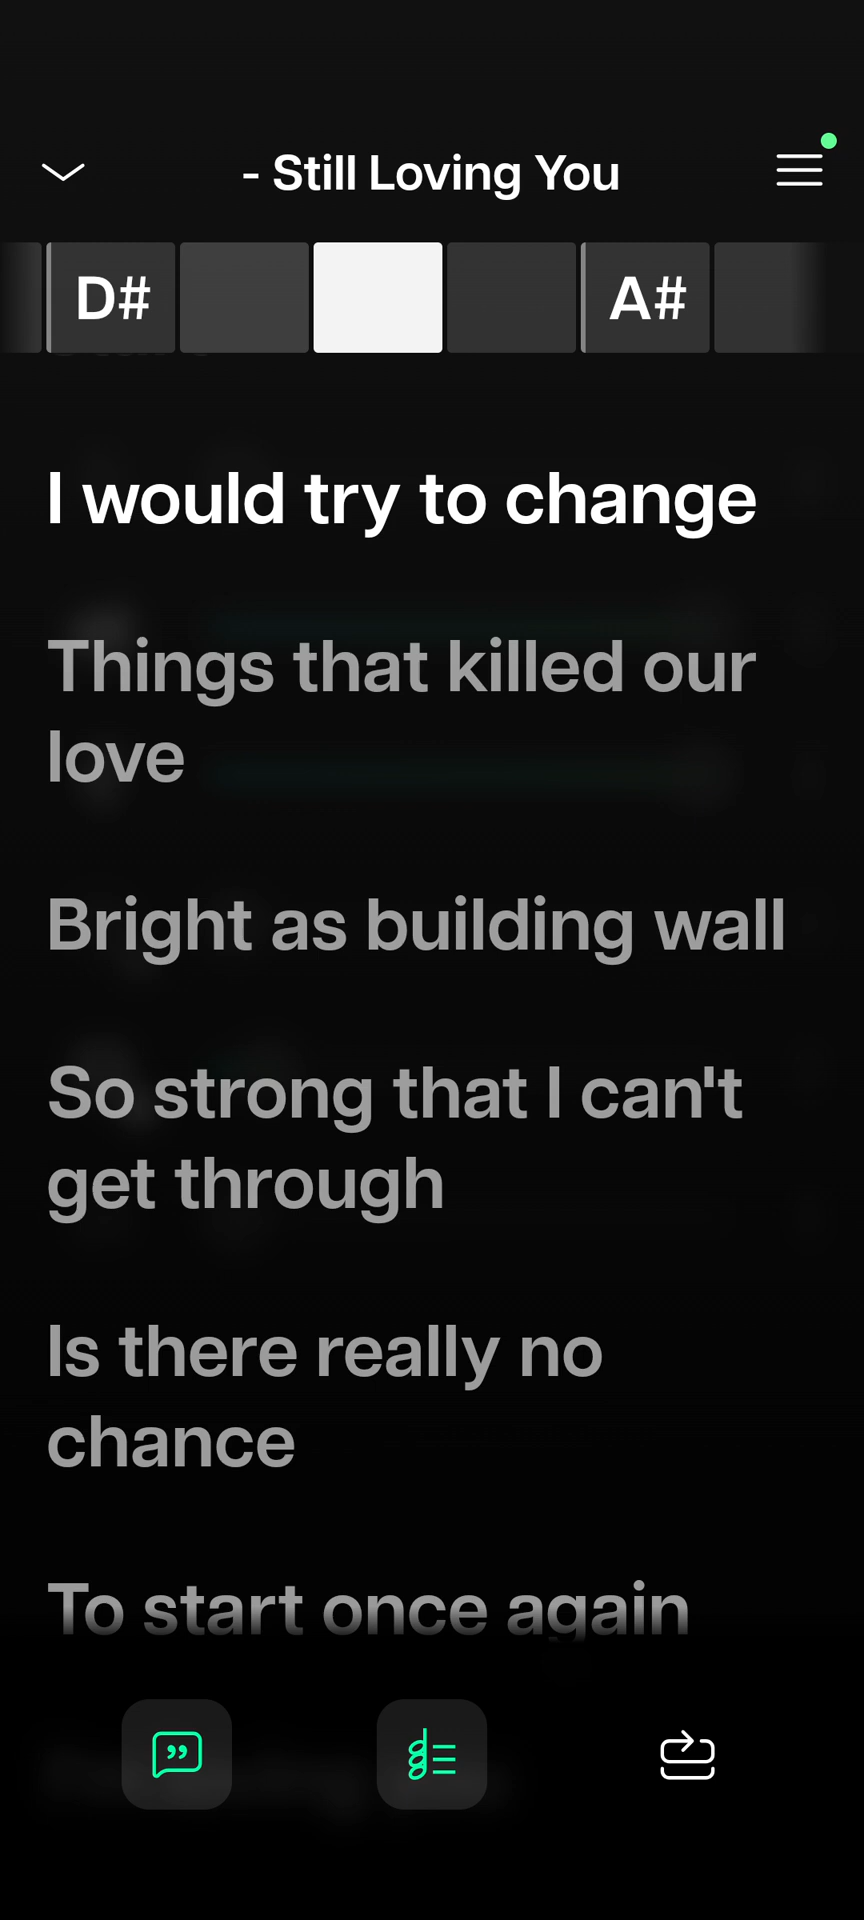 - Still Loving You
D# A#
I would try to change
Things that killed our
love
Bright as building wall
So strong that I can't
get through
Is there really no
chance
To start once again